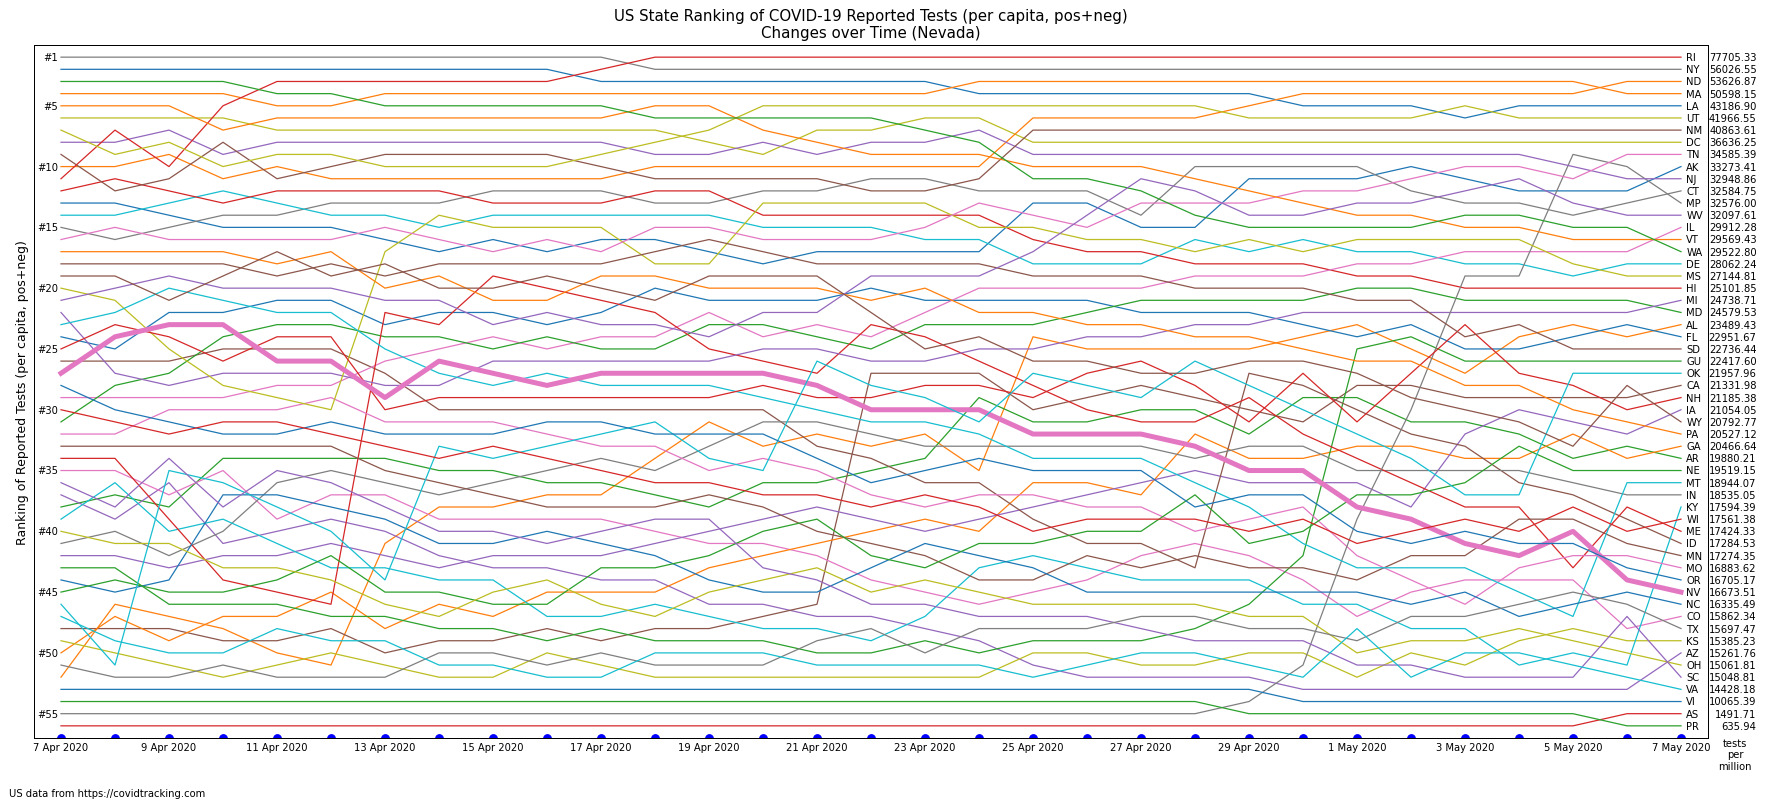 US State Ranking of COVID-19 Reported Tests (per capita, pos+neg)
Changes over Time (Nevada)
Ranking of Reported Tests (per capita, pos+neg)
#1
#5
#10
#15
#20
#25
#30
#35
#40
#45
#50
#55
RI 77705.33
NY 56026.55
ND 53626.87
MA 50598.15
LA 43186.90
UT 41966.55
NM 40863.61
DC 36636.25
TN 34585.39
AK 33273.41
NJ 32948.86
CT 32584.75
MP 32576.00
WV 32097.61
IL 29912.28
VT 29569.43
WA 29522.80
DE 28062.24
MS 27144.81
HI 25101.85
MI 24738.71
MD 24579.53
AL 23489.43
FL 22951.67
SD 22736.44
GU 22417.60
OK 21957.96
CA 21331.98
NH 21185.38
IA 21054.05
WY 20792.77
PA 20527.12
GA 20466.64
AR 19880.21
NE 19519.15
MT 18944.07
IN 18535.05
KY 17594.39
WI 17561.38
ME 17424.33
ID 17284.53
MN 17274.35
MO 16883.62
OR 16705.17
NV 16673.51
NC 16335.49
CO 15862.34
TX 15697.47
KS 15385.23
AZ 15261.76
OH 15061.81
SC 15048.81
VA 14428.18
VI 10065.39
AS 1491.71
PR 635.94
7 Apr 2020 9 Apr 2020 11 Apr 2020 13 Apr 2020 15 Apr 2020 17 Apr 2020 19 Apr 2020 21 Apr 2020 23 Apr 2020 25 Apr 2020 27 Apr 2020 29 Apr 2020 1 May 2020 3 May 2020 5 May 2020 7 May 2020
tests
per
million
US data from https://covidtracking.com